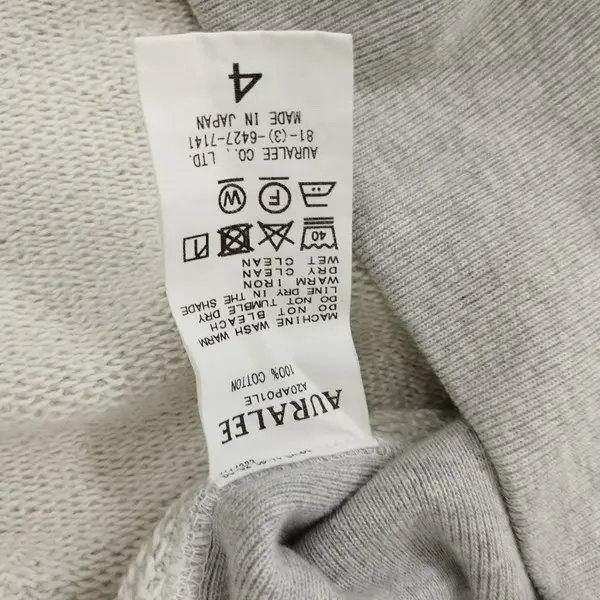 AURALEE
A20AP01LE
100% COTTON
MACHINE WASH WARM
DO NOT BLEACH
DO NOT TUMBLE DRY
LINE DRY IN THE SHADE
WARM IRON
DRY CLEAN
WET CLEAN
40
F W
AURALEE CO., LTD.
81-(3)-6427-7141
MADE IN JAPAN
4